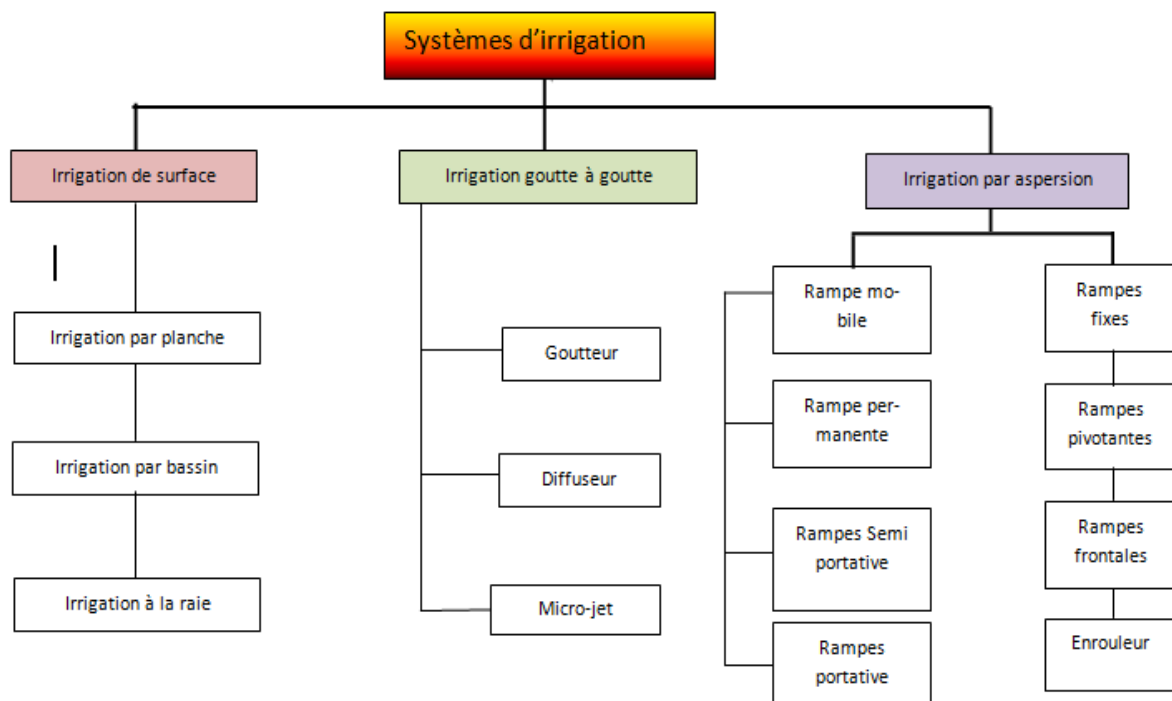 Systèmes d’irrigation
Irrigation de surface
Irrigation goutte à goutte
Irrigation par aspersion
Irrigation par planche
Irrigation par bassin
Irrigation à la raie
Goutteur
Diffuseur
Micro-jet
Rampe mo-
bile
Rampe per-
manente
Rampes Semi
portative
Rampes
portative
Rampes
fixes
Rampes
pivotantes
Rampes
frontales
Enrouleur